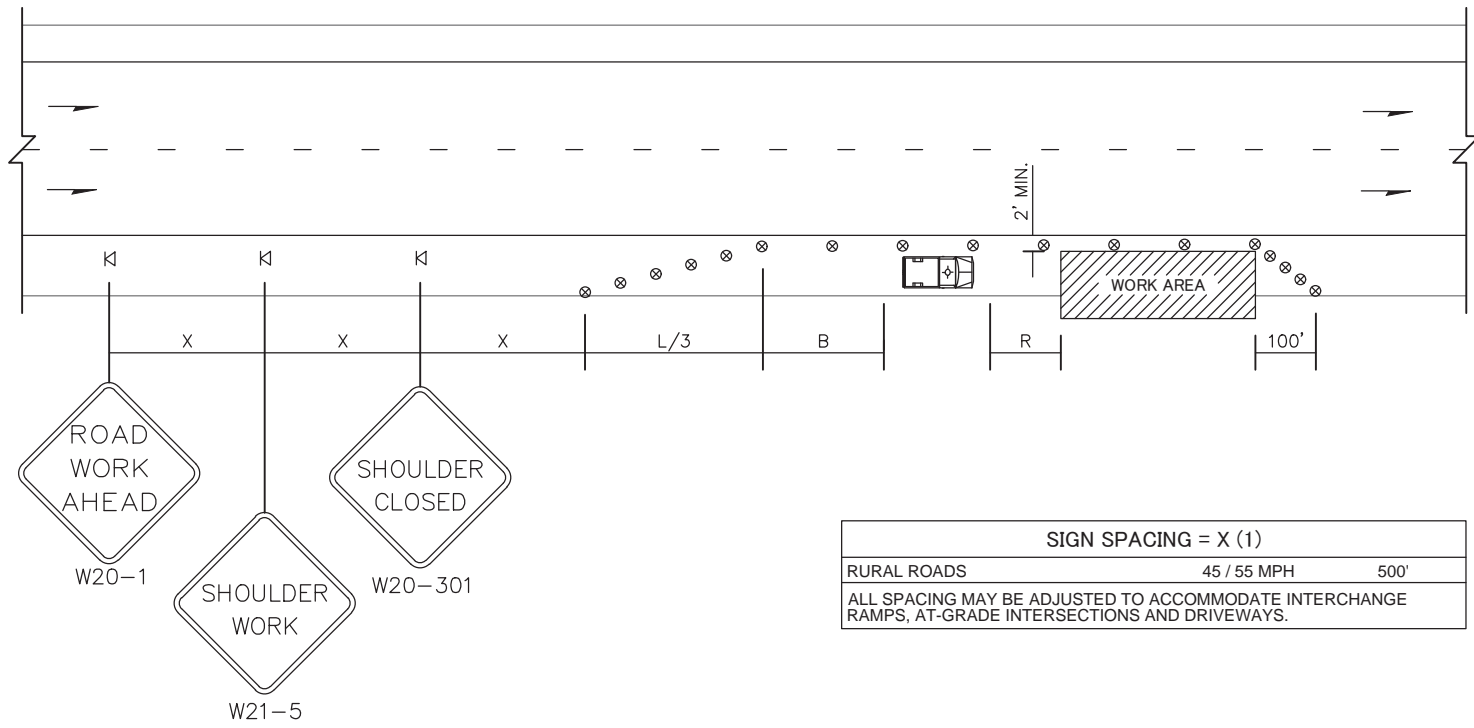 2' MIN.
WORK AREA
X
X
X
L/3
B
R
100'
ROAD
WORK
AHEAD
W20-1
SHOULDER
WORK
W21-5
SHOULDER
CLOSED
W20-301
SIGN SPACING = X (1)
RURAL ROADS 45 / 55 MPH 500'
ALL SPACING MAY BE ADJUSTED TO ACCOMMODATE INTERCHANGE
RAMPS, AT-GRADE INTERSECTIONS AND DRIVEWAYS.